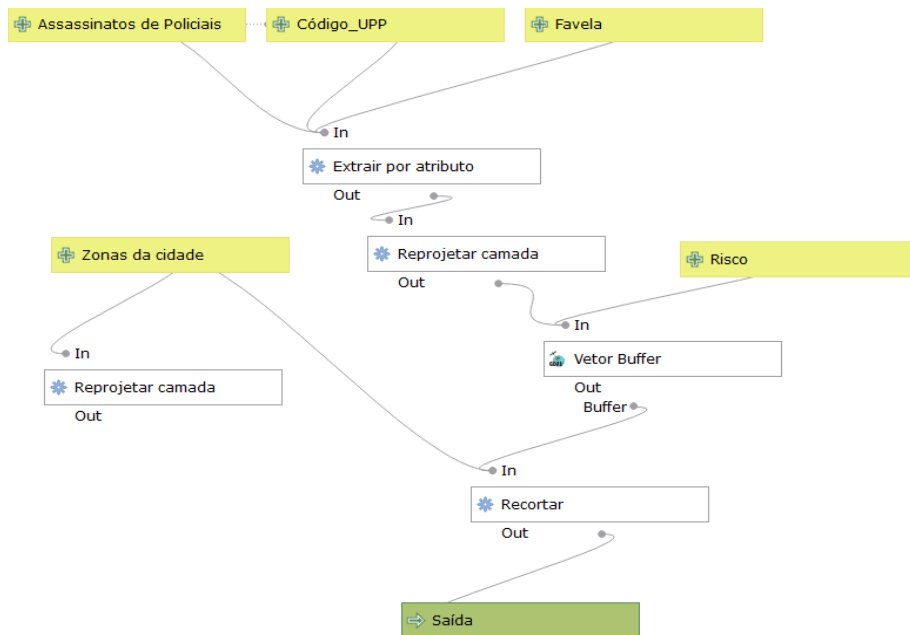 Assassinatos de Policiais
Código_UPP
Favela
In
Extrair por atributo
Out
In
Zonas da cidade
Reprojetar camada
Risco
Out
In
In
Vetor Buffer
Reprojetar camada
Out
Out
Buffer
In
Recortar
Out
Saída